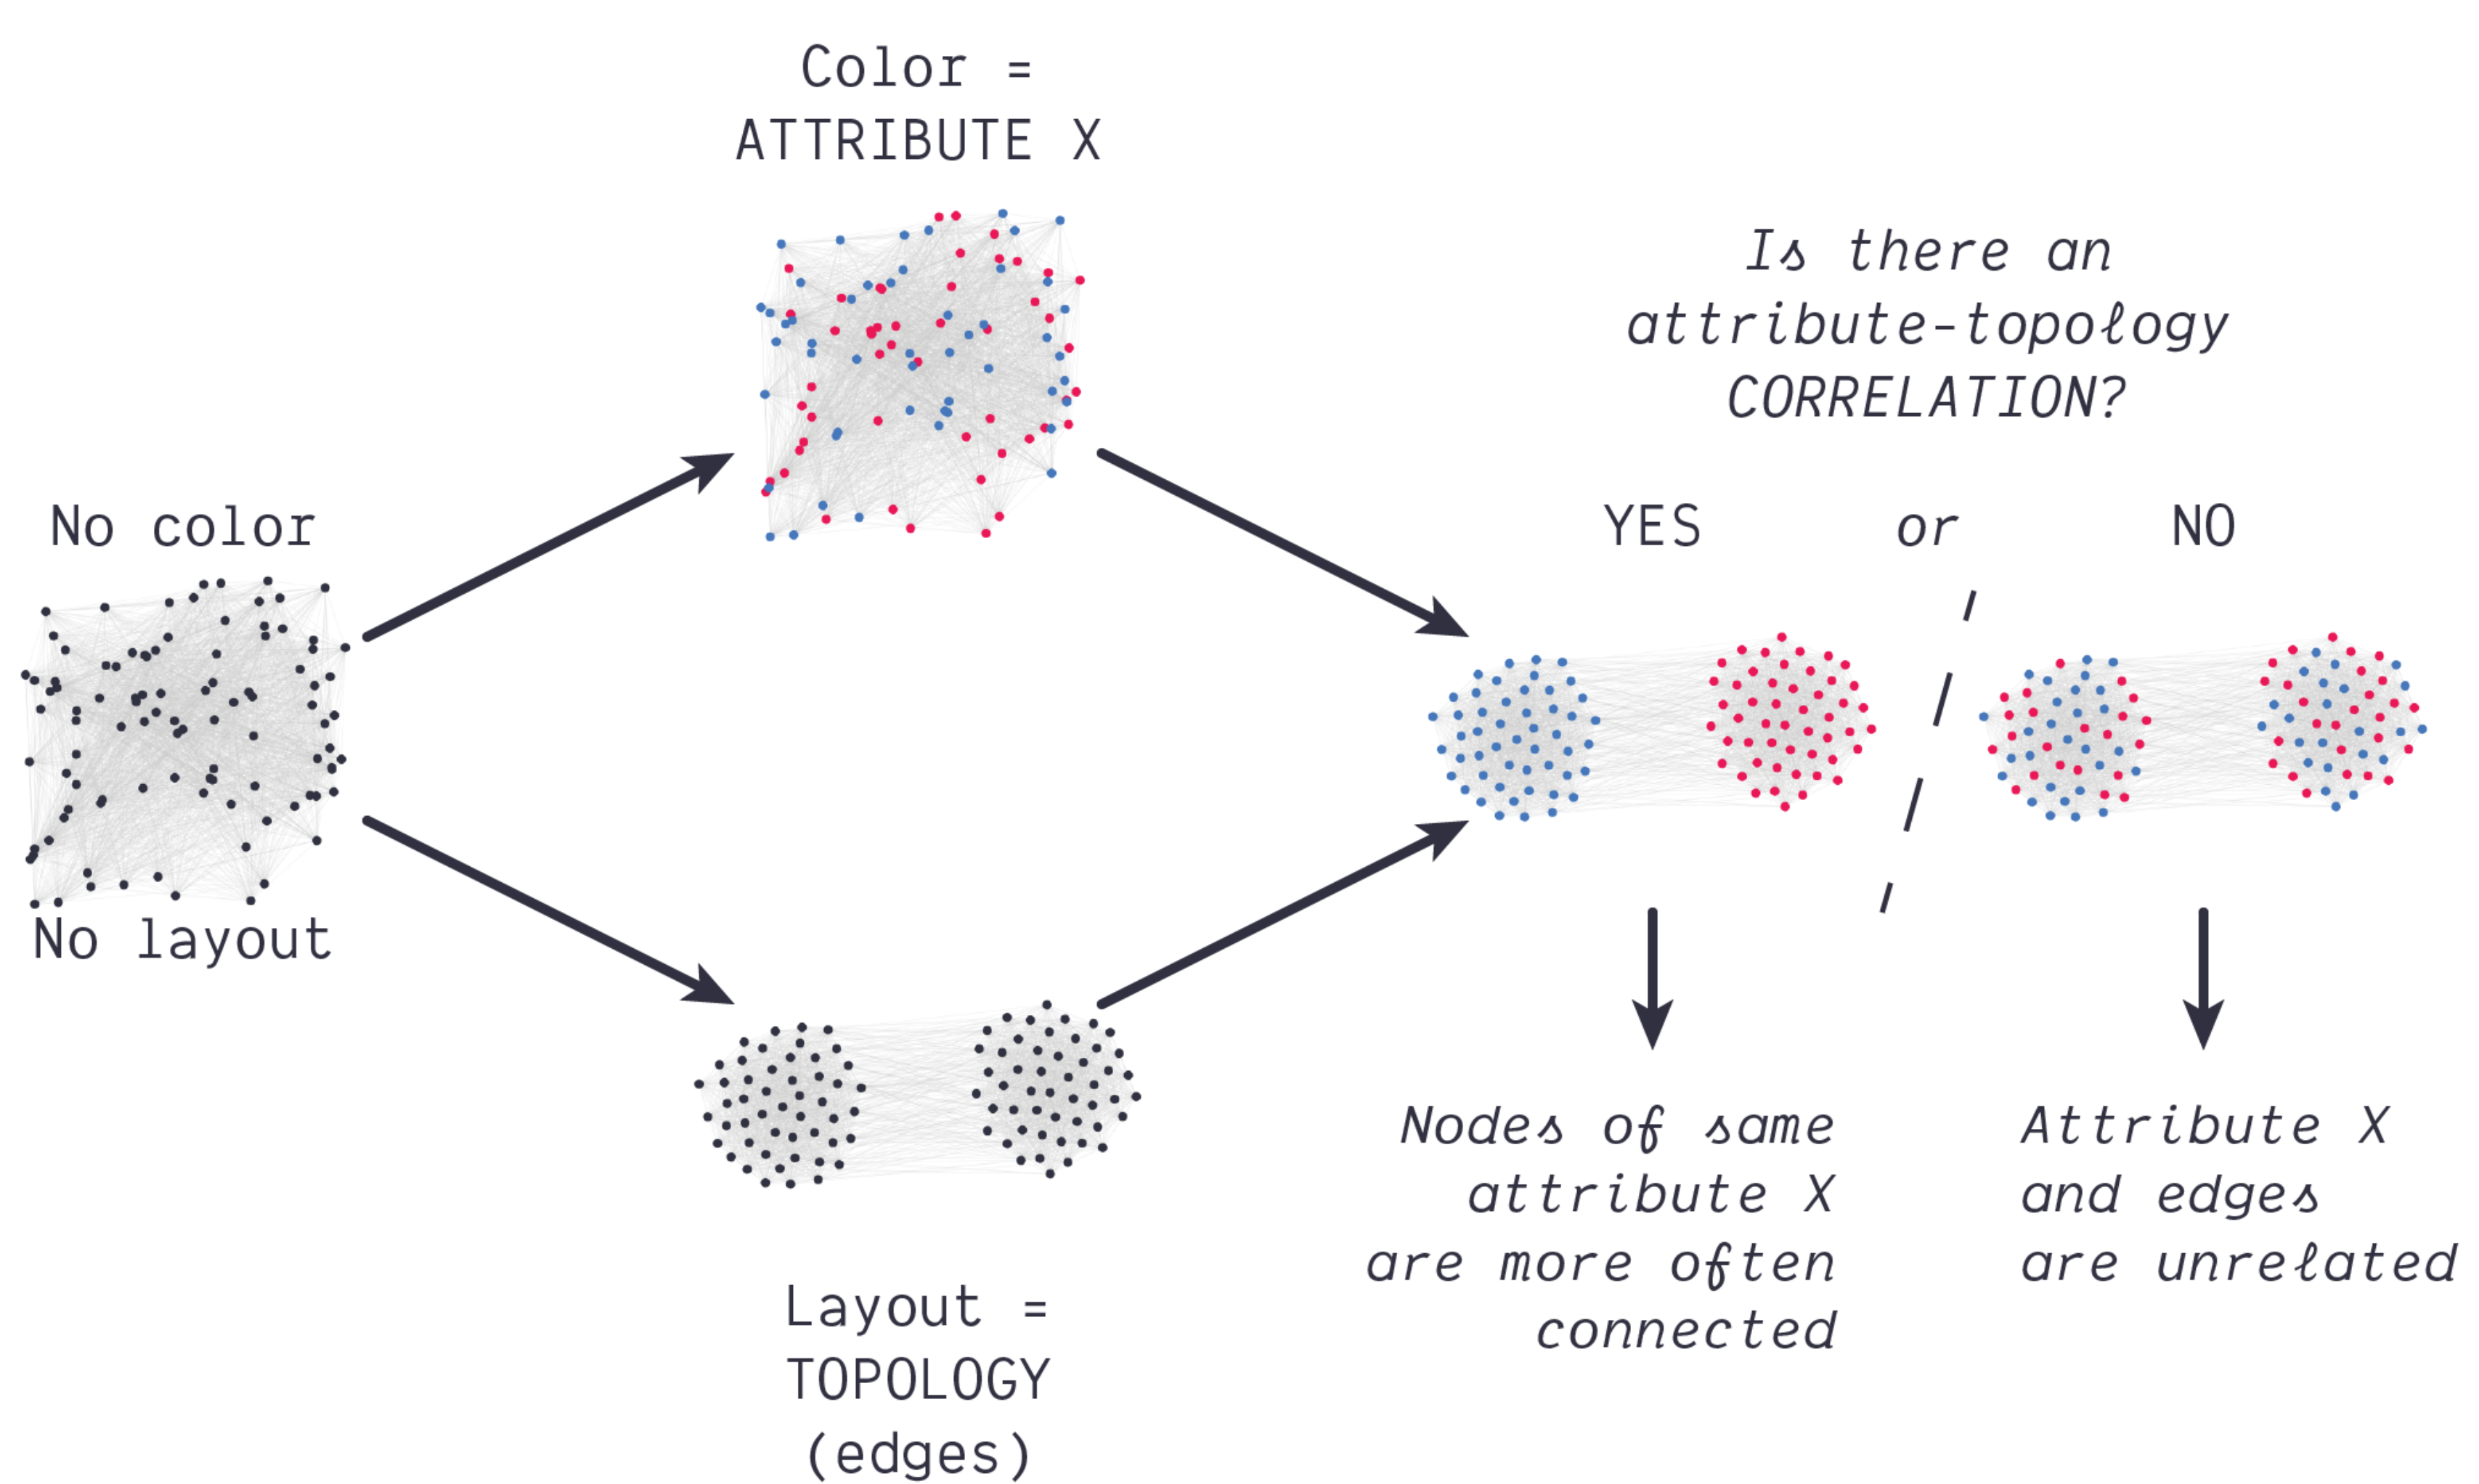 Color =
ATTRIBUTE X
Is there an
attribute-topology
CORRELATION?
No color
YES or NO
No layout
Nodes of same
attribute X
are more often
connected
Attribute X
and edges
are unrelated
Layout =
TOPOLOGY
(edges)